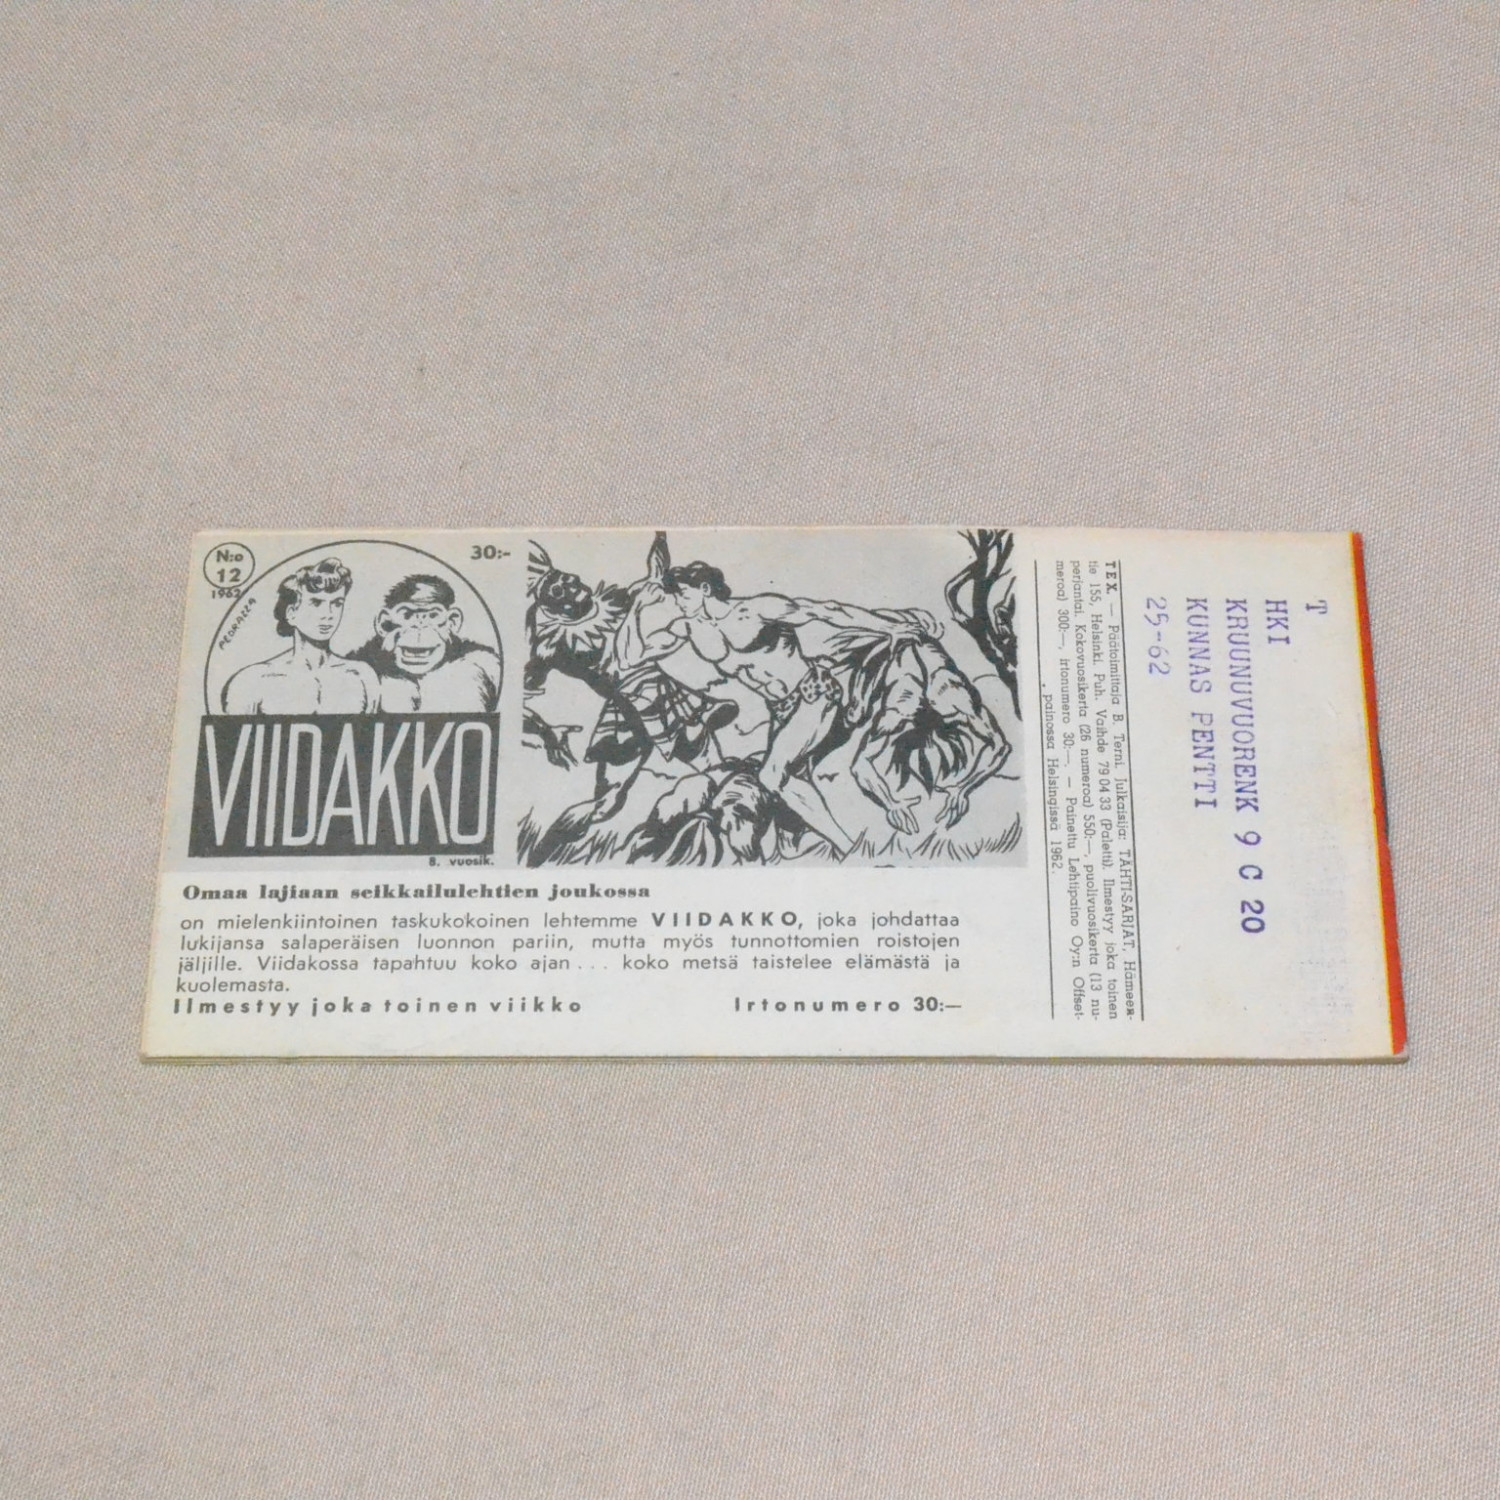 N:o
12
1962
30:-
PEDRAZZA
VIIDAKKO
8. vuosik.
Omaa lajiaan seikkailulehtien joukossa
on mielenkiintoinen taskukokoinen lehtemme VIIDAKKO, joka johdattaa
lukijansa salaperäisen luonnon pariin, mutta myös tunnottomien roistojen
jäljille. Viidakossa tapahtuu koko ajan... koko metsä taistelee elämästä ja
kuolemasta.
Ilmestyy joka toinen viikko Irtonumero 30:—
TEX. — Päätoimittaja B. Terni. Julkaisija: TÄHTI-SARJAT, Hämeen-
tie 155, Helsinki. Puh. Vaihde 79 04 33 (Paletti). Ilmestyy joka toinen
perjantai. Kokovuosikerta (26 numeroa) 550:—, puolivuosikerta (13 nu-
meroa) 300:—, irtonumero 30:—. — Painettu Lehtipaino Oy:n Offset-
painossa Helsingissä 1962.
T
HKI
KRUUNUVUORENK 9 C 20
KUNNAS PENTTI
25-62